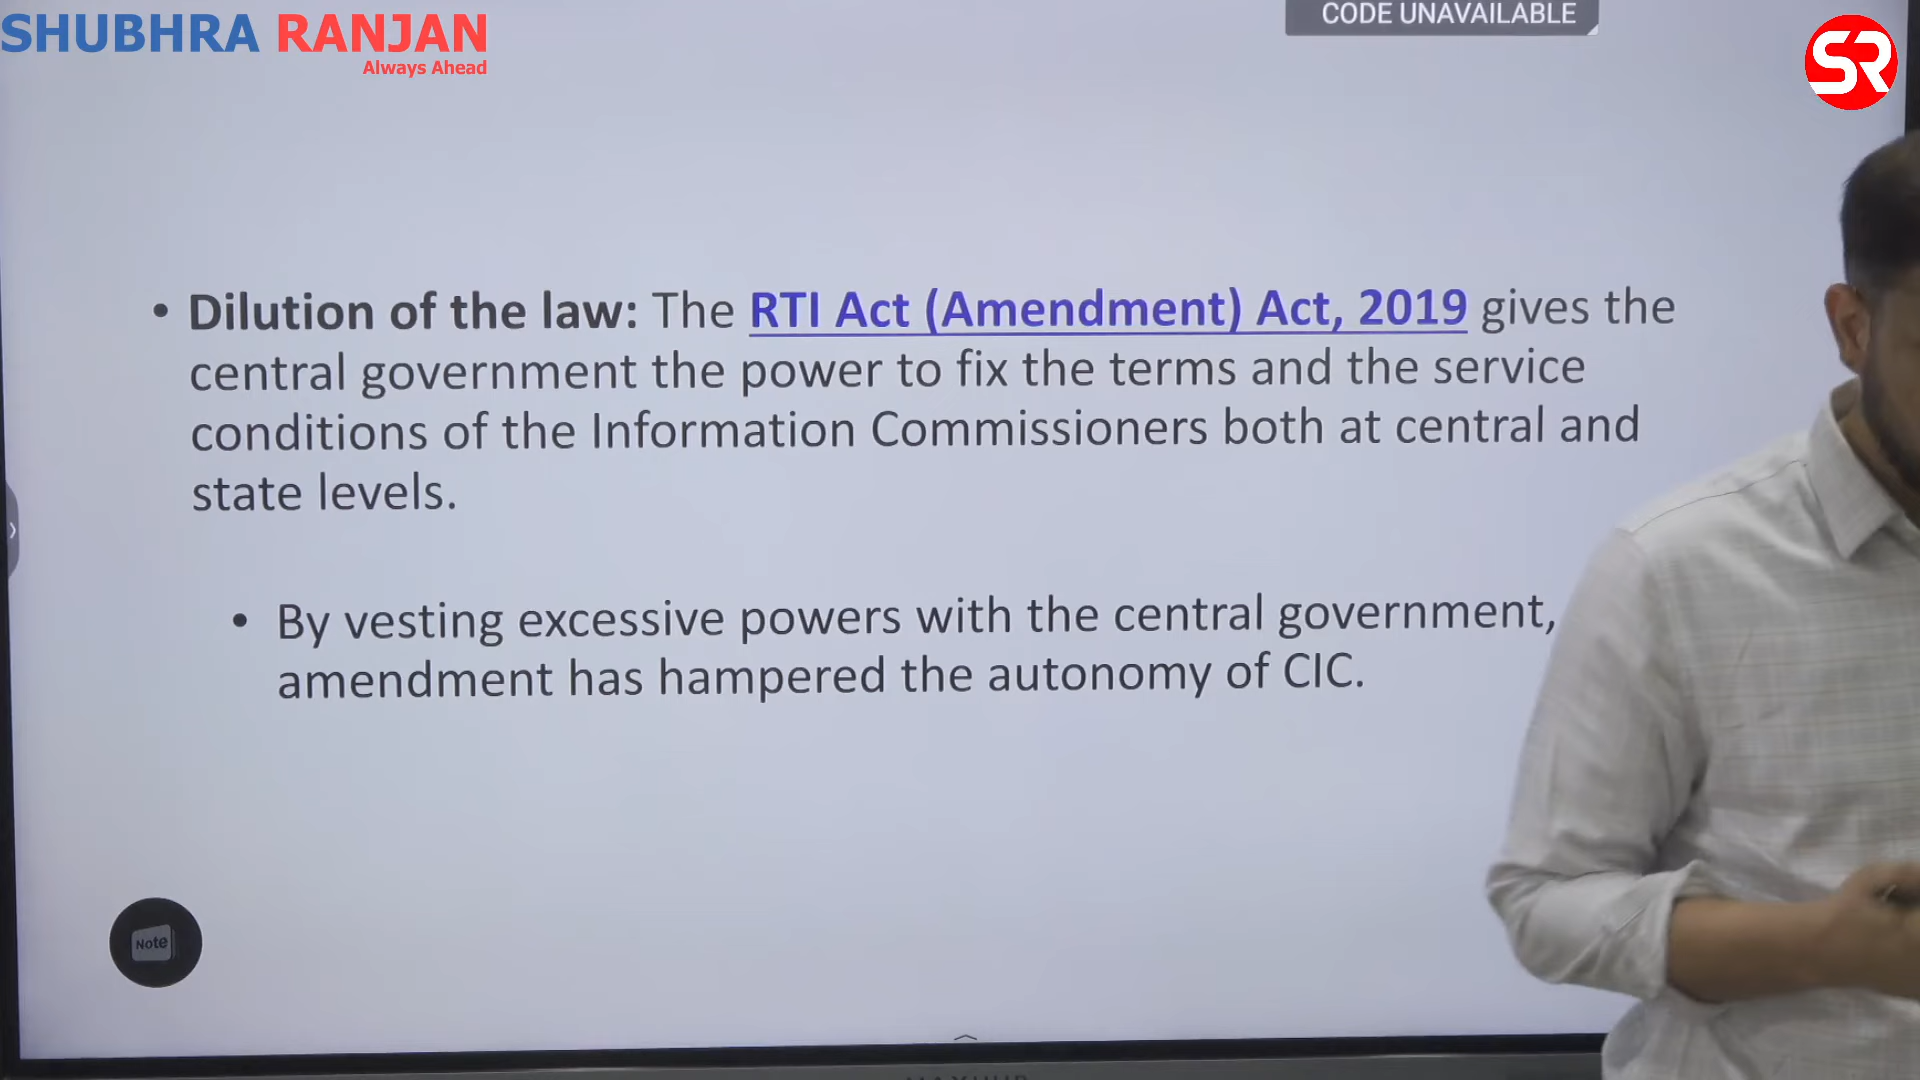 SHUBHRA RANJAN
Always Ahead
CODE UNAVAILABLE
SR
• Dilution of the law: The RTI Act (Amendment) Act, 2019 gives the
central government the power to fix the terms and the service
conditions of the Information Commissioners both at central and
state levels.
• By vesting excessive powers with the central government,
amendment has hampered the autonomy of CIC.
Note